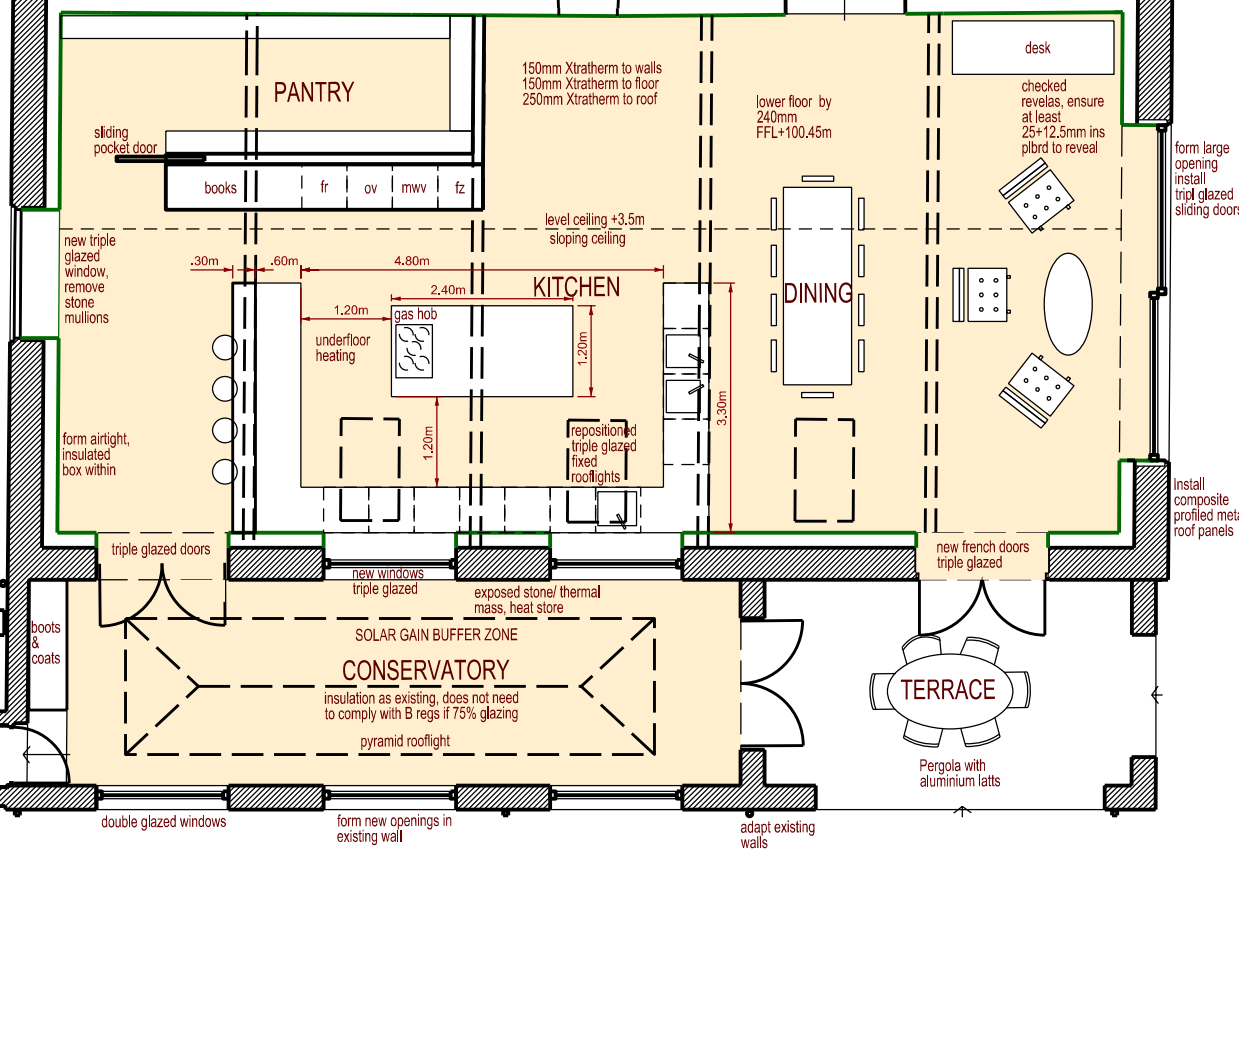 desk
PANTRY
150mm Xtratherm to walls
150mm Xtratherm to floor
250mm Xtratherm to roof
lower floor by
240mm
FFL+100.45m
checked
revelas, ensure
at least
25+12.5mm ins
plbrd to reveal
sliding
pocket door
form large
opening
install
tripl glazed
sliding doors
books
fr
ov
mwv
fz
level ceiling +3.5m
sloping ceiling
new triple
glazed
window,
remove
stone
mullions
.30m
.60m
4.80m
KITCHEN
2.40m
DINING
1.20m
gas hob
underfloor
heating
1.20m
3.30m
1.20m
repositioned
triple glazed
fixed
rooflights
form airtight,
insulated
box within
Install
composite
profiled meta
roof panels
triple glazed doors
new french doors
triple glazed
new windows
triple glazed
exposed stone/ thermal
mass, heat store
boots
&
coats
SOLAR GAIN BUFFER ZONE
CONSERVATORY
insulation as existing, does not need
to comply with B regs if 75% glazing
pyramid rooflight
TERRACE
Pergola with
aluminium latts
double glazed windows
form new openings in
existing wall
adapt existing
walls